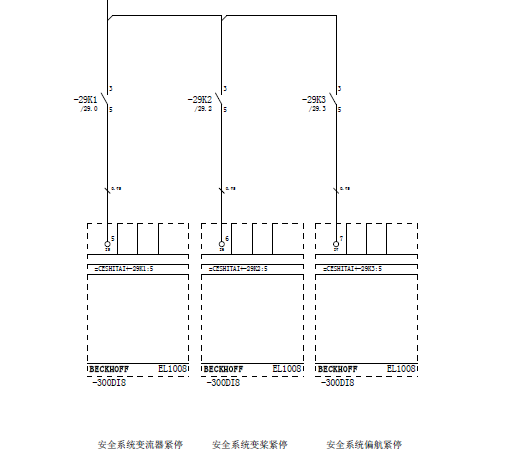 3 3 3
-29K1 -29K2 -29K3
/29.0 5 /29.2 5 /29.3 5
0.75 0.75 0.75
5 6 7
=CESHITAI+-29K1:5 =CESHITAI+-29K2:5 =CESHITAI+-29K3:5
BECKHOFF EL1008 BECKHOFF EL1008 BECKHOFF EL1008
-300DI8 -300DI8 -300DI8
安全系统变流器紧停 安全系统变桨紧停 安全系统偏航紧停